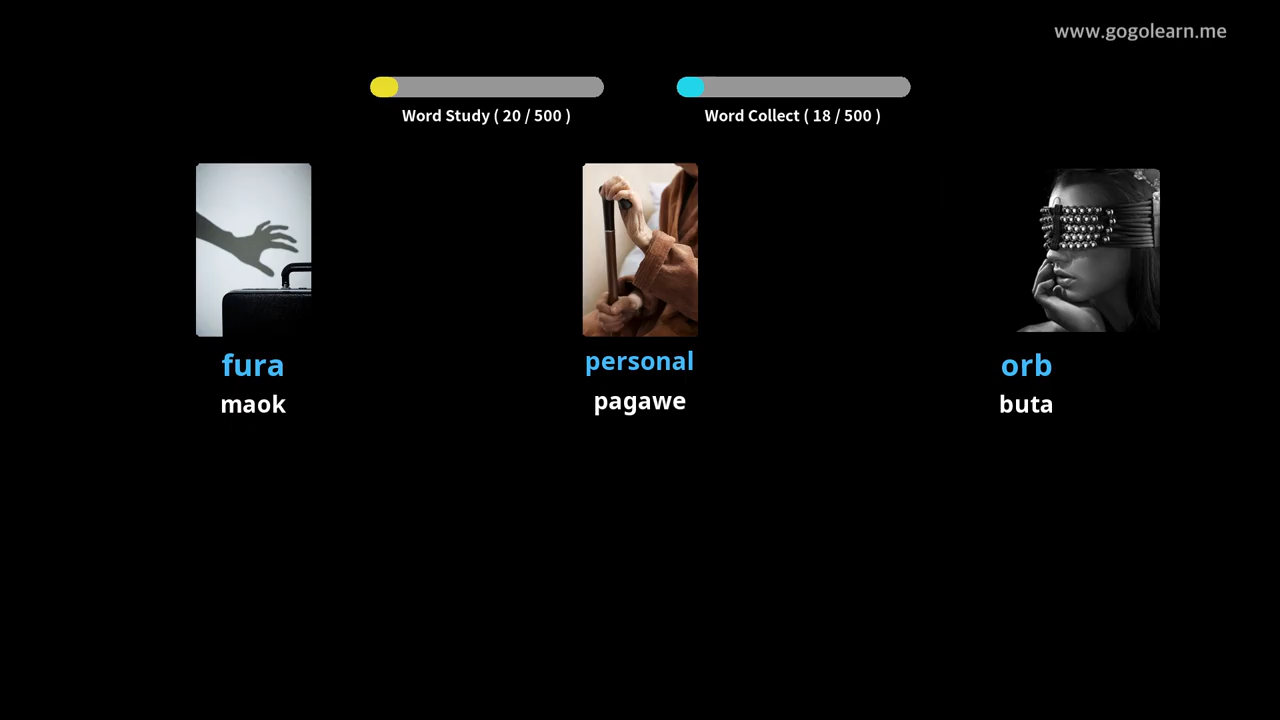 www.gogolearn.me
Word Study ( 20 / 500 )
Word Collect ( 18 / 500 )
fura
maok
personal
pagawe
orb
buta